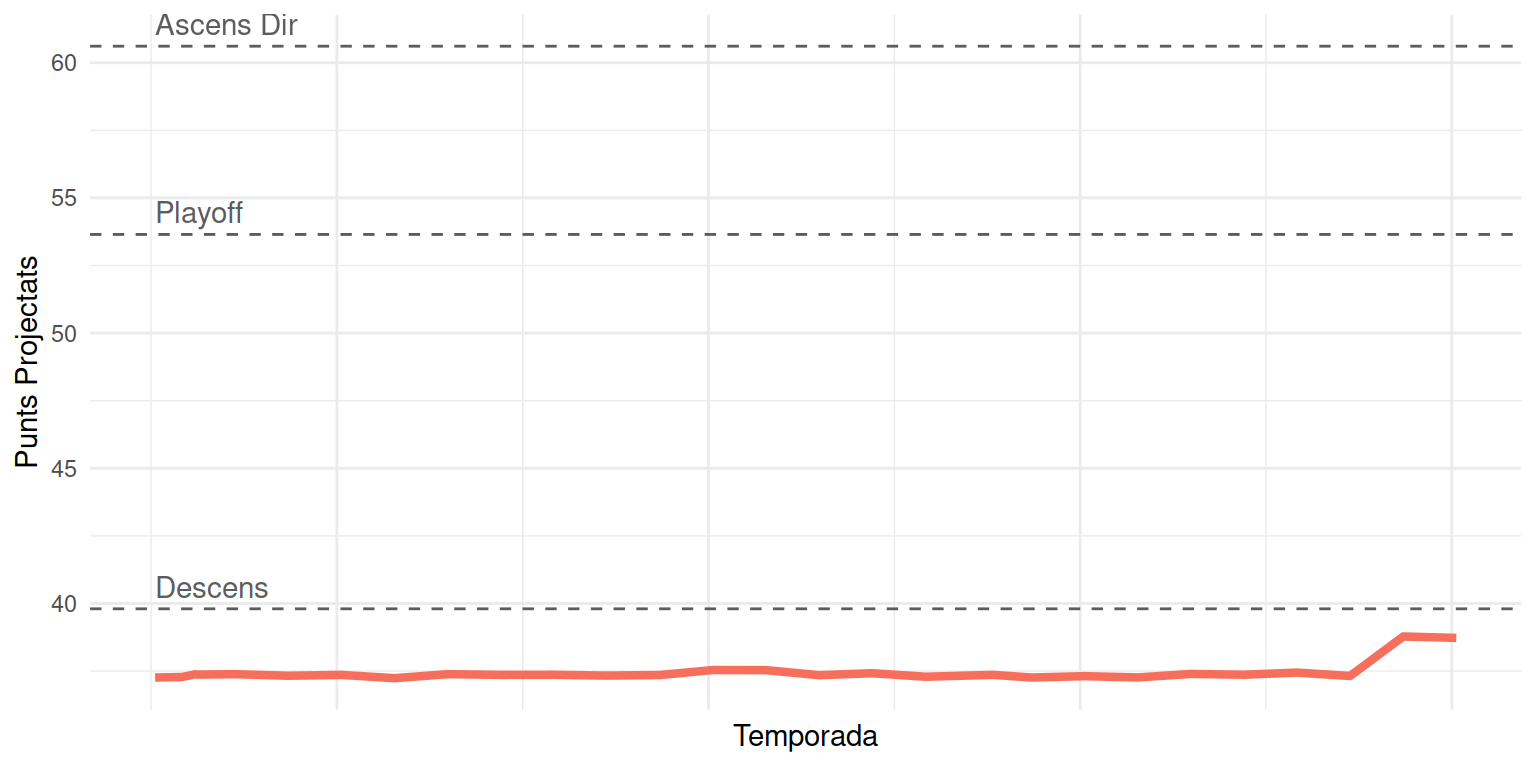 Ascens Dir
60
55
Playoff
50
Punts Projectats
45
Descens
40
Temporada